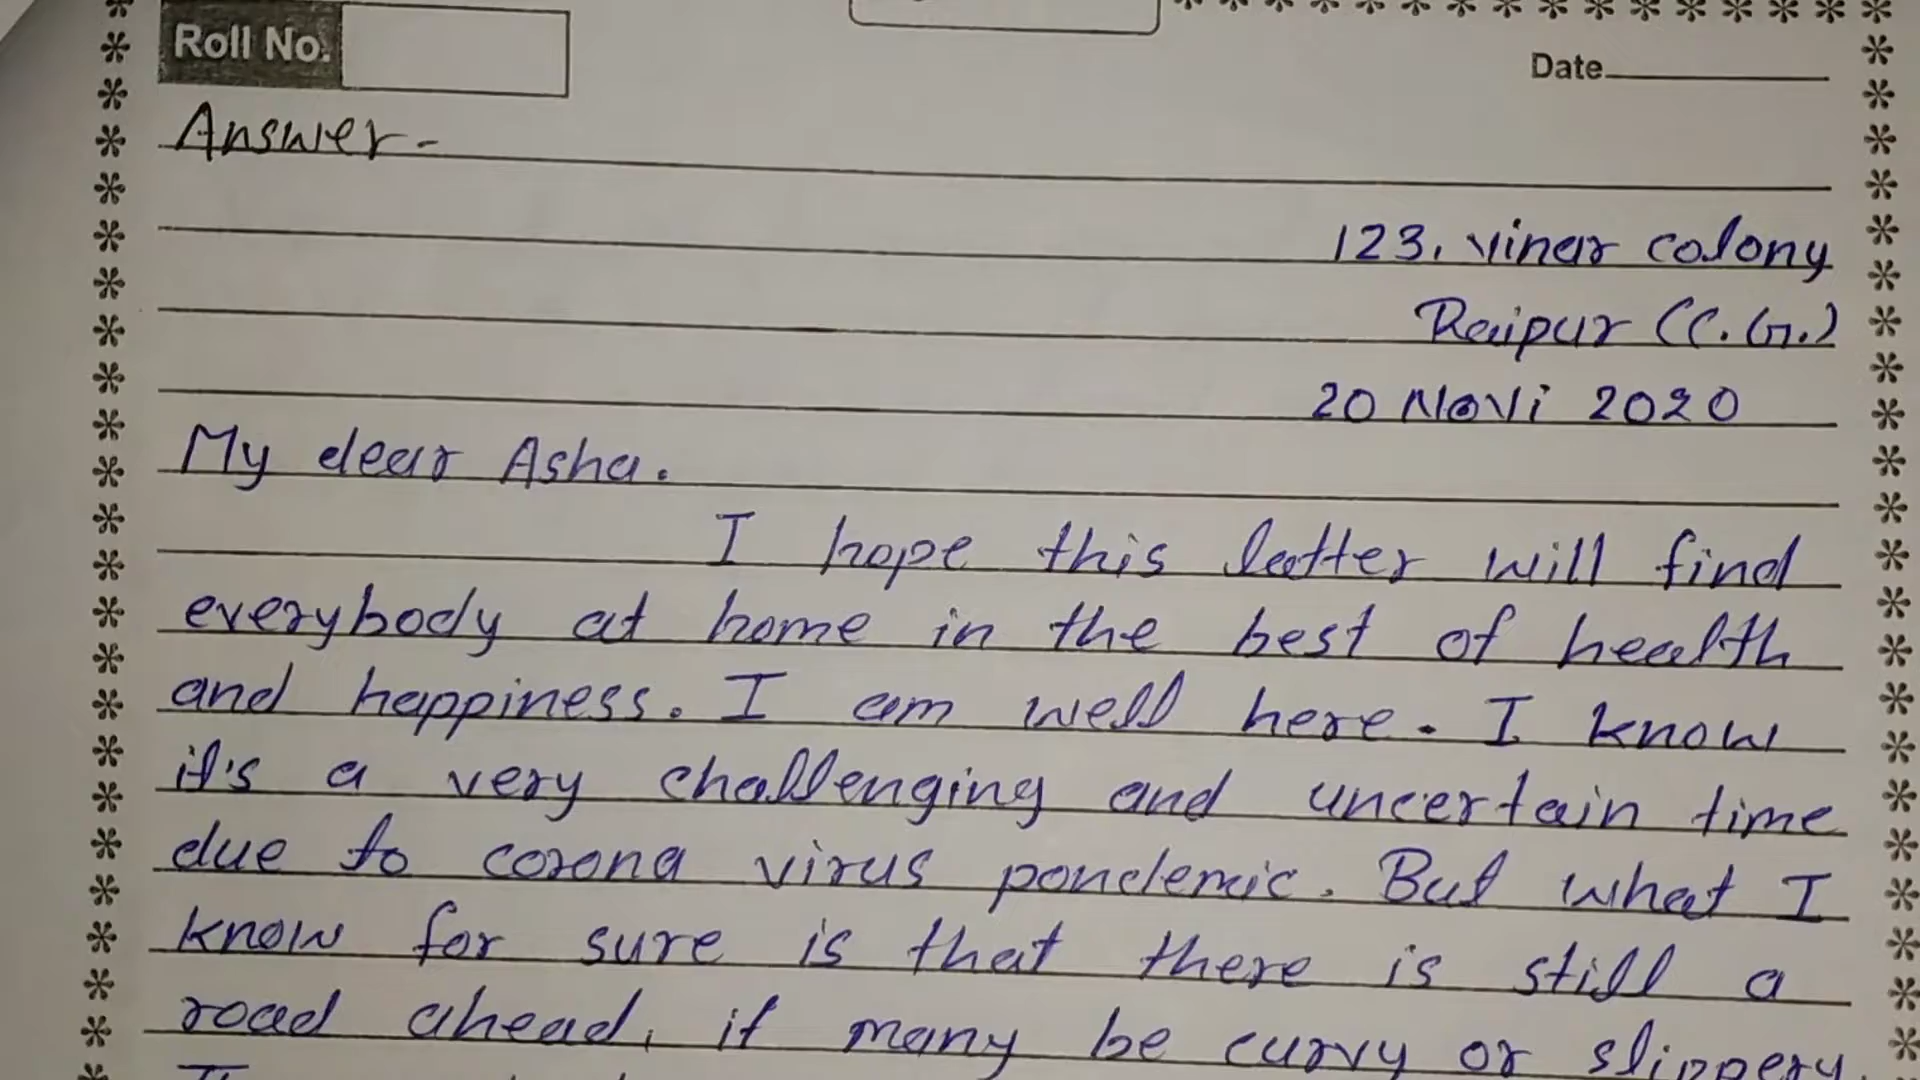 Roll No.
Date
Answer-
123, vinar colony
Raipur (C.G.)
20 Novi 2020
My dear Asha.
I hope this letter will find
everybody at home in the best of health
and happiness. I am well here. I know
it's a very challenging and uncertain time
due to corona virus pondemic. But what I
know for sure is that there is still a
road ahead, it many be curvy or slippery.